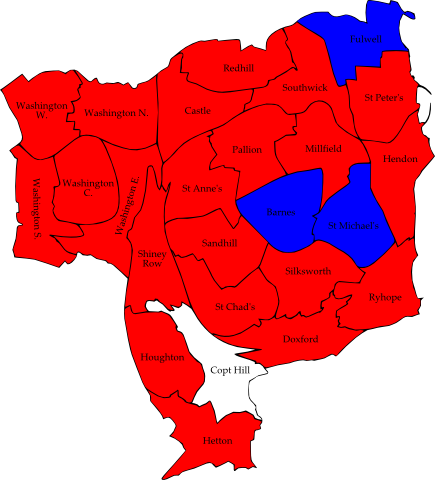 Fulwell
Redhill
Southwick
St Peter's
Washington
W.
Washington N.
Castle
Pallion
Millfield
Hendon
Washington
C.
Washington S.
Washington E.
St Anne's
Barnes
St Michael's
Sandhill
Shiney
Row
Silksworth
Ryhope
St Chad's
Doxford
Houghton
Copt Hill
Hetton